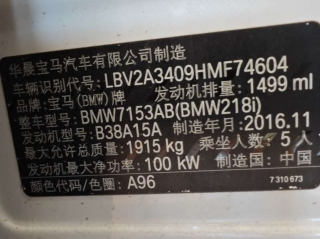 华晨宝马汽车有限公司制造
车辆识别代号: LBV2A3409HMF74604
品牌: 宝马(BMW)牌 发动机排量: 1499 ml
整车型号: BMW7153AB(BMW218i)
发动机型号: B38A15A 制造年月: 2016.11
最大允许总质量: 1915 kg 乘坐人数: 5 人
发动机最大净功率: 100 kW 制造国: 中国
颜色代码/色圈: A96
7 310 673